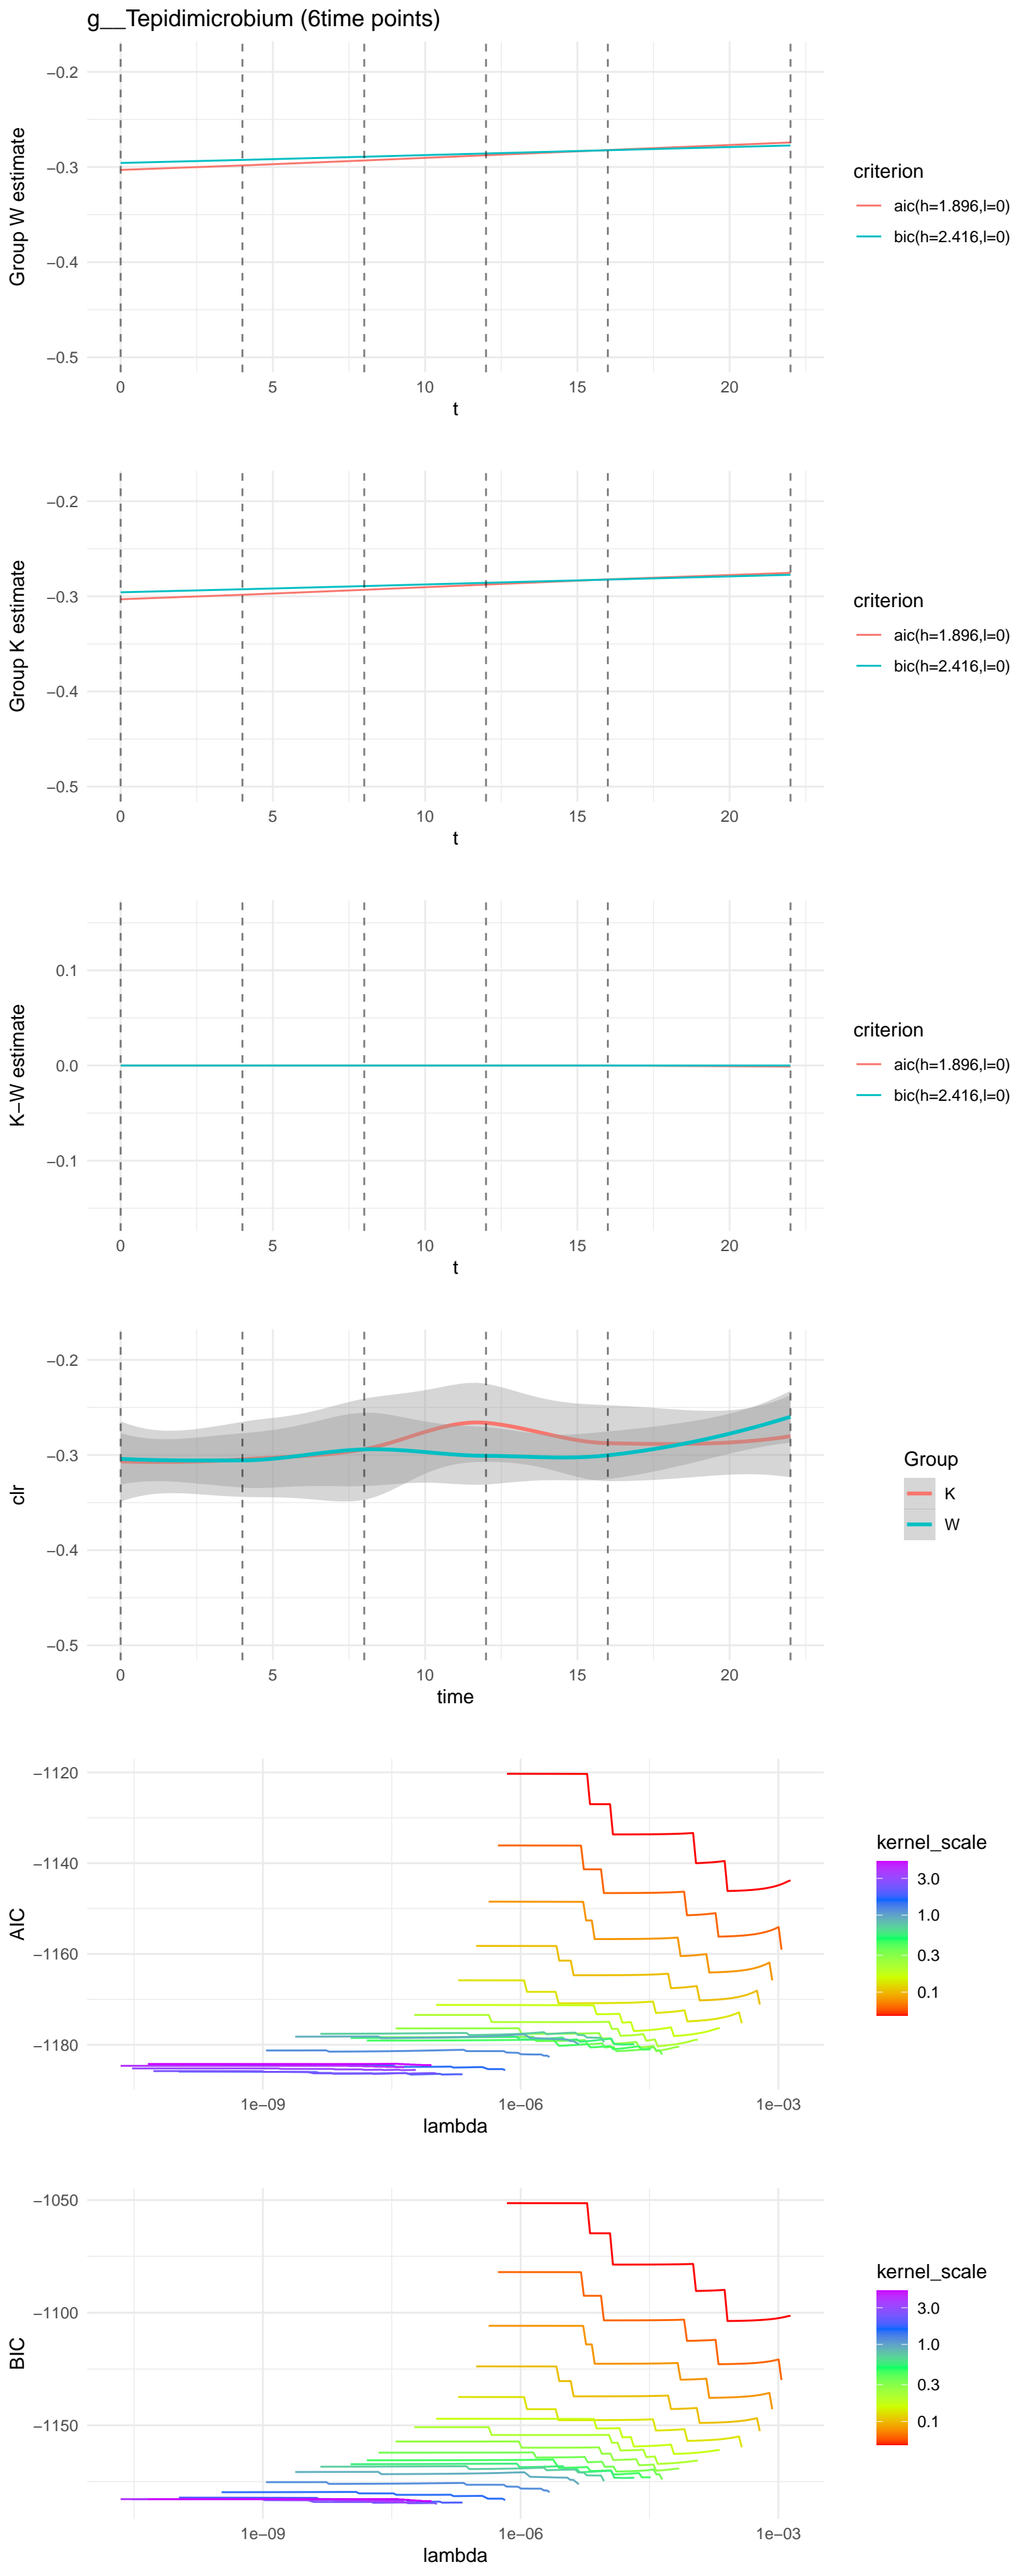 g__Tepidimicrobium (6time points)
−0.2
−0.3
−0.4
−0.5
Group W estimate
0
5
10
15
20
t
criterion
aic(h=1.896,l=0)
bic(h=2.416,l=0)
−0.2
−0.3
−0.4
−0.5
Group K estimate
0
5
10
15
20
t
criterion
aic(h=1.896,l=0)
bic(h=2.416,l=0)
0.1
0.0
−0.1
K−W estimate
0
5
10
15
20
t
criterion
aic(h=1.896,l=0)
bic(h=2.416,l=0)
−0.2
−0.3
−0.4
−0.5
clr
0
5
10
15
20
time
Group
K
W
−1120
−1140
−1160
−1180
AIC
1e−09
1e−06
1e−03
lambda
kernel_scale
3.0
1.0
0.3
0.1
−1050
−1100
−1150
BIC
1e−09
1e−06
1e−03
lambda
kernel_scale
3.0
1.0
0.3
0.1